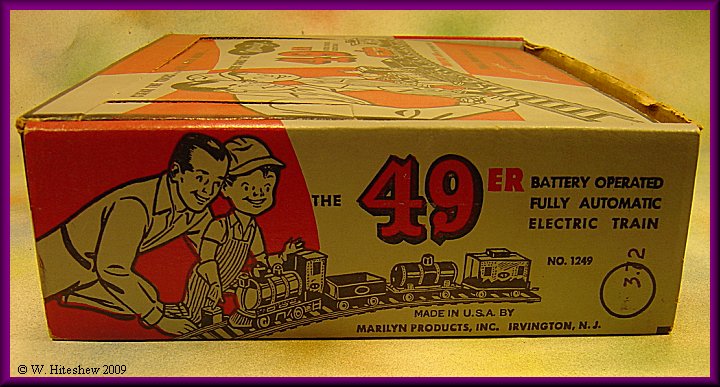 THE 49ER
BATTERY OPERATED
FULLY AUTOMATIC
ELECTRIC TRAIN
NO. 1249
3.72
MADE IN U.S.A. BY
MARILYN PRODUCTS, INC. IRVINGTON, N.J.
© W. Hiteshew 2009